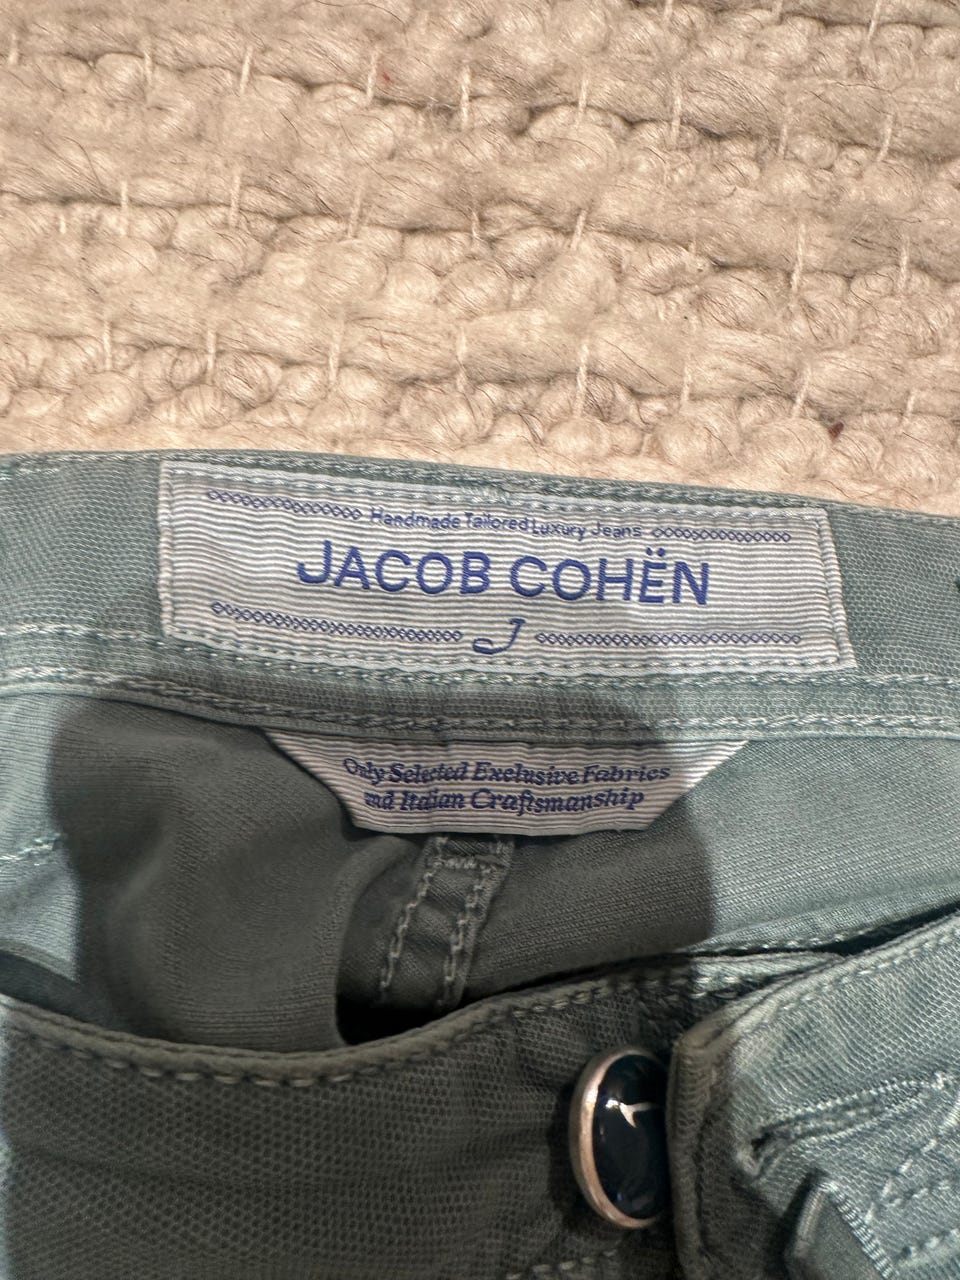 Handmade Tailored Luxury Jeans
JACOB COHËN
J
Only Selected Exclusive Fabrics
and Italian Craftsmanship